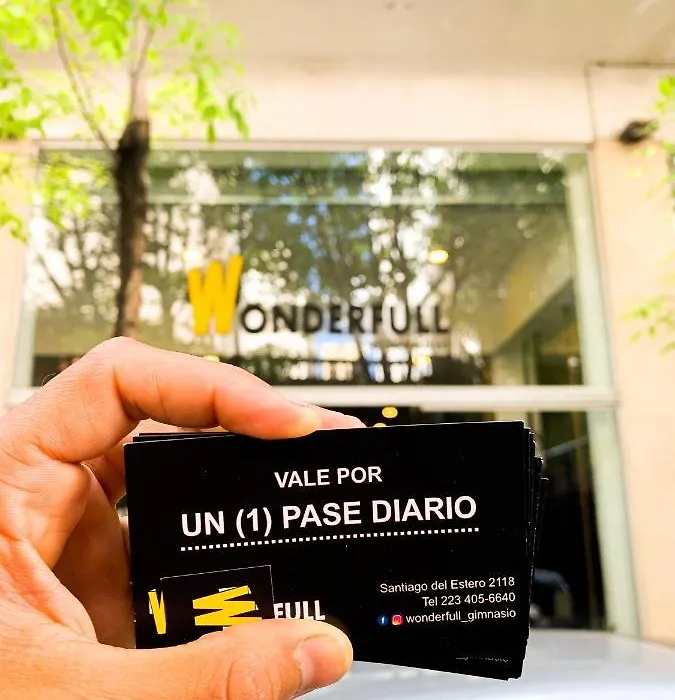 WONDERFULL
VALE POR
UN (1) PASE DIARIO
FULL
Santiago del Estero 2118
Tel 223 405-6640
wonderfull_gimnasio